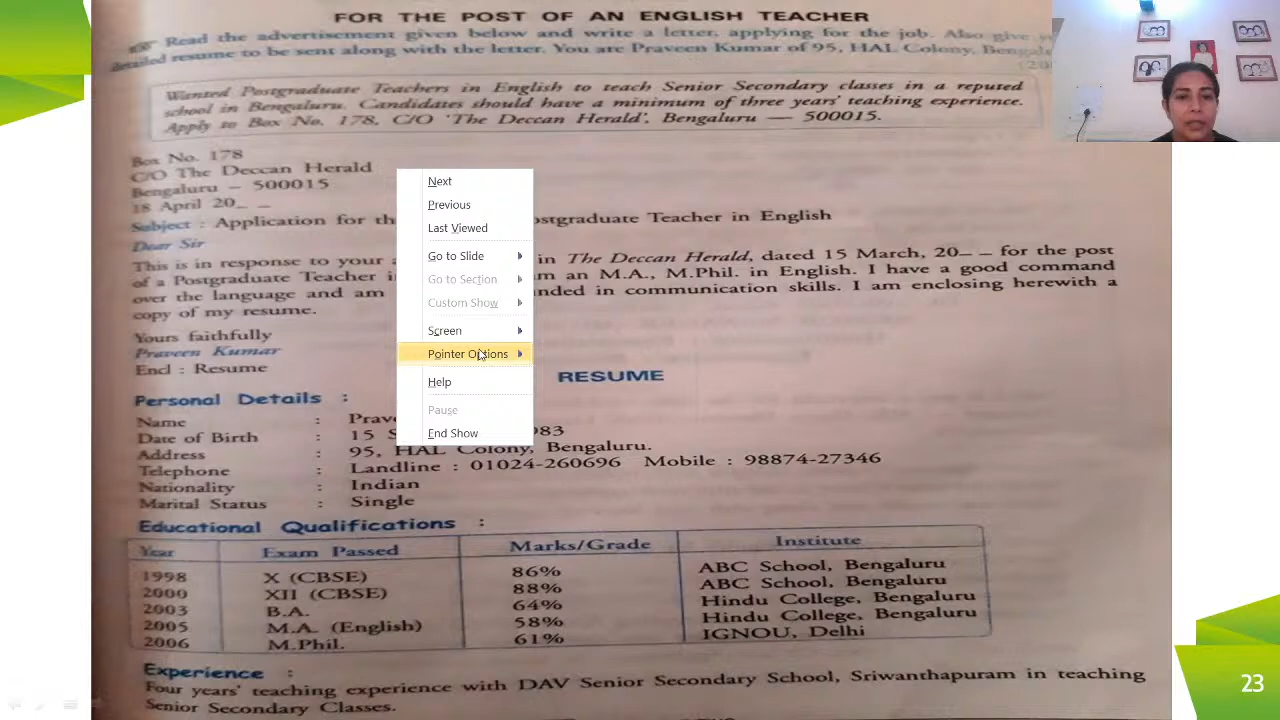 FOR THE POST OF AN ENGLISH TEACHER
Read the advertisement given below and write a letter, applying for the job. Also give
detailed resume to be sent along with the letter. You are Praveen Kumar of 95, HAL Colony,
Wanted Postgraduate Teachers in English to teach Senior Secondary classes in a reputed
school in Bengaluru. Candidates should have a minimum of three years' teaching experience.
Apply to Box No. 178, C/O 'The Deccan Herald', Bengaluru — 500015.
Box No. 178
C/O The Deccan Herald
Bengaluru – 500015
18 April 20_ _
Subject : Application for Postgraduate Teacher in English
Dear Sir
This is in response to your in The Deccan Herald, dated 15 March, 20_ _ for the post
of a Postgraduate Teacher am an M.A., M.Phil. in English. I have a good command
over the language and am in communication skills. I am enclosing herewith a
copy of my resume.
Yours faithfully
Praveen Kumar
Encl : Resume
Next
Previous
Last Viewed
Go to Slide
Go to Section
Custom Show
Screen
Pointer Options
Help
Pause
End Show
RESUME
Personal Details :
Name :
Date of Birth : 15
Address : 95, HAL Colony, Bengaluru.
Telephone : Landline : 01024-260696 Mobile : 98874-27346
Nationality : Indian
Marital Status : Single
Educational Qualifications :
Year Exam Passed Marks/Grade Institute
1998 X (CBSE) 86% ABC School, Bengaluru
2000 XII (CBSE) 88% ABC School, Bengaluru
2003 B.A. 64% Hindu College, Bengaluru
2005 M.A. (English) 58% Hindu College, Bengaluru
2006 M.Phil. 61% IGNOU, Delhi
Experience :
Four years' teaching experience with DAV Senior Secondary School, Sriwanthapuram in teaching
Senior Secondary Classes.
23